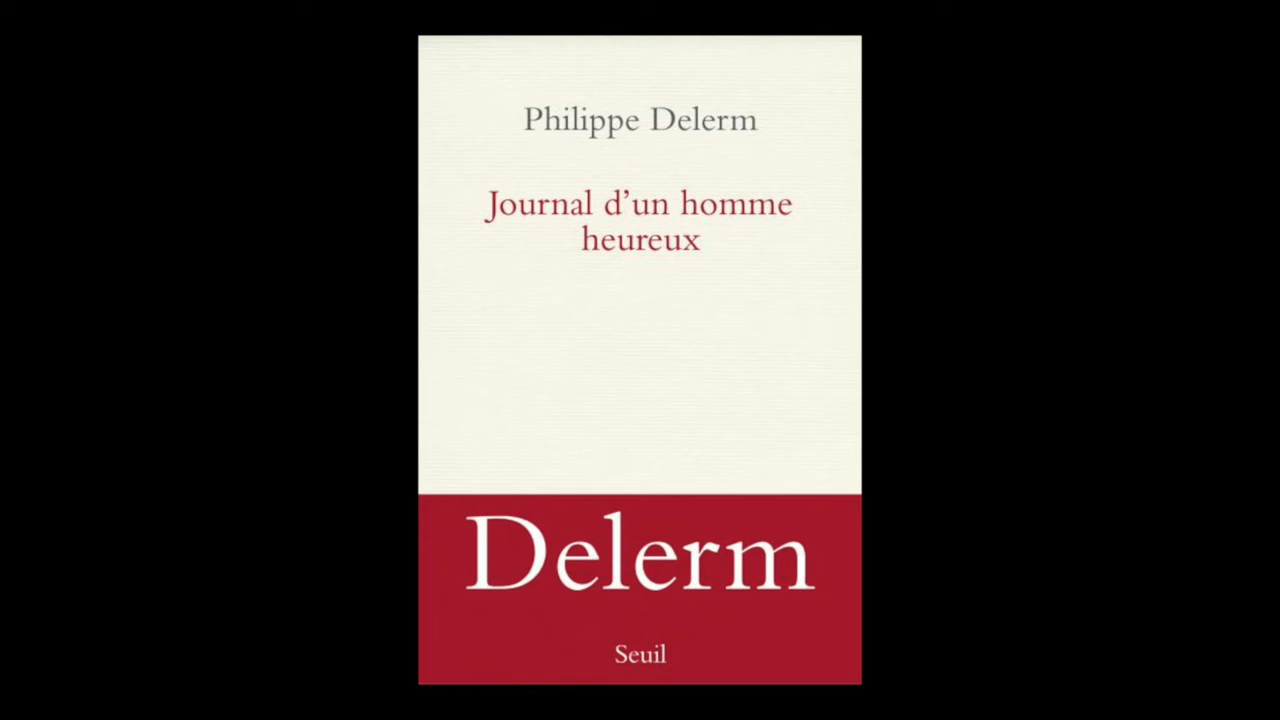 Philippe Delerm
Journal d’un homme
heureux
Delerm
Seuil